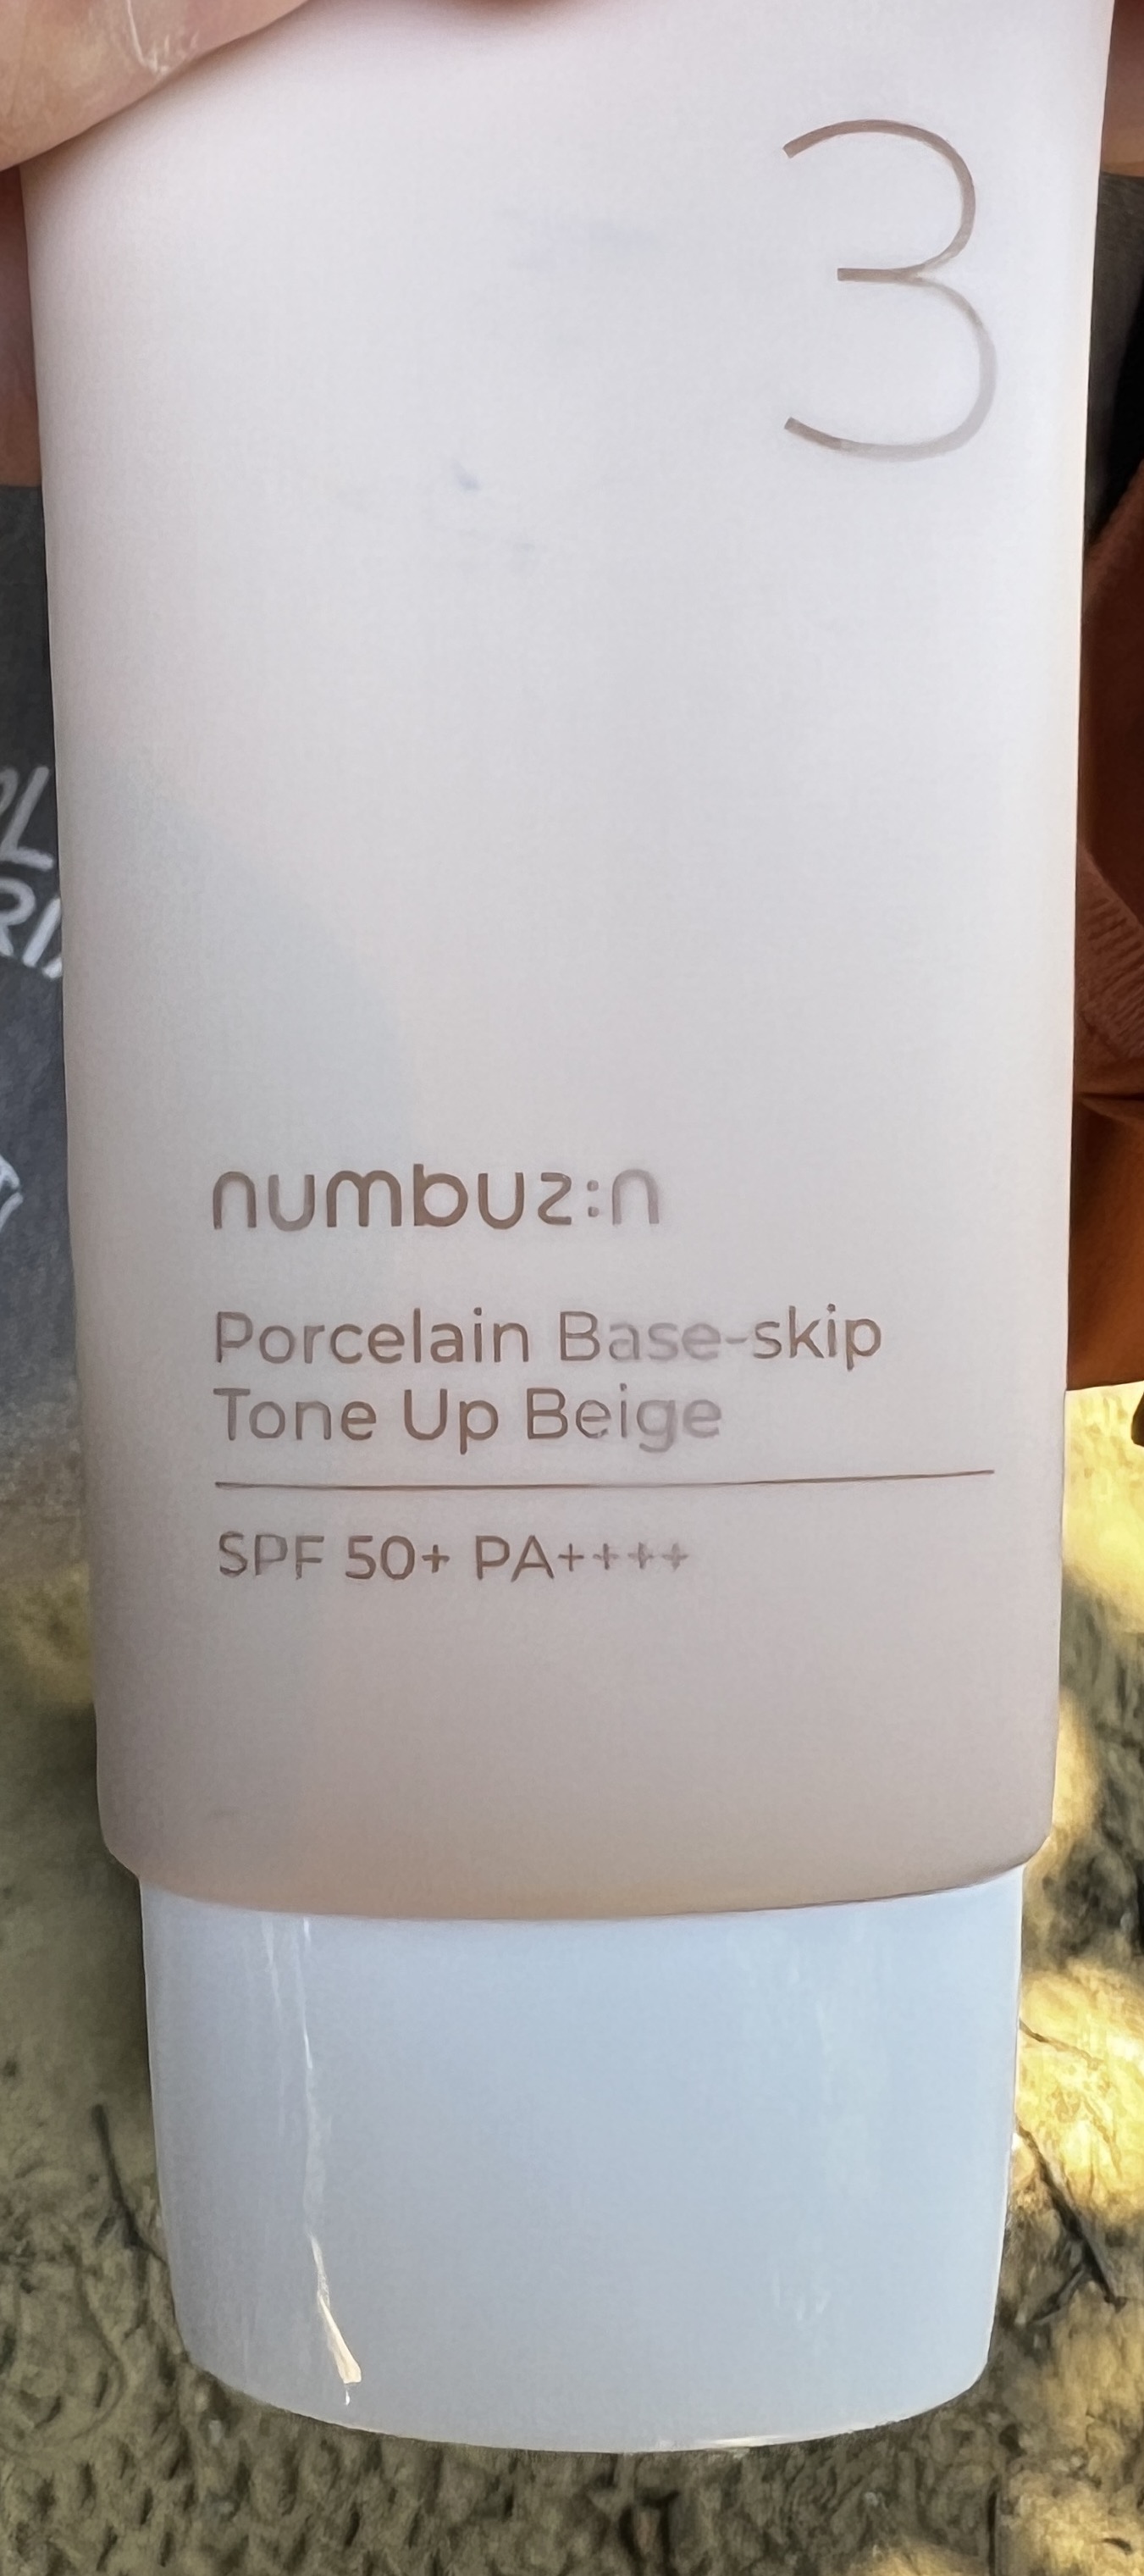 3
numbuz:n
Porcelain Base-skip
Tone Up Beige
SPF 50+ PA++++